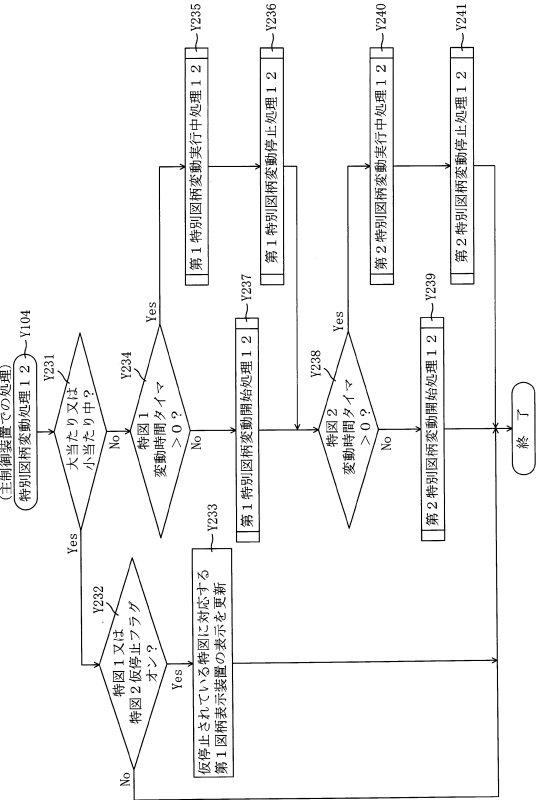 (主制御装置での処理)
特別図柄変動処理12
Y104
大当たり又は
小当たり中?
Y231
Yes
No
特図1又は
特図2仮停止フラグ
オン?
Y232
No
Yes
仮停止されている特図に対応する
第1図柄表示装置の表示を更新
Y233
特図1
変動時間タイマ
>0?
Y234
Yes
No
第1特別図柄変動実行中処理12
Y235
第1特別図柄変動停止処理12
Y236
第1特別図柄変動開始処理12
Y237
特図2
変動時間タイマ
>0?
Y238
Yes
No
第2特別図柄変動開始処理12
Y239
第2特別図柄変動実行中処理12
Y240
第2特別図柄変動停止処理12
Y241
終 了